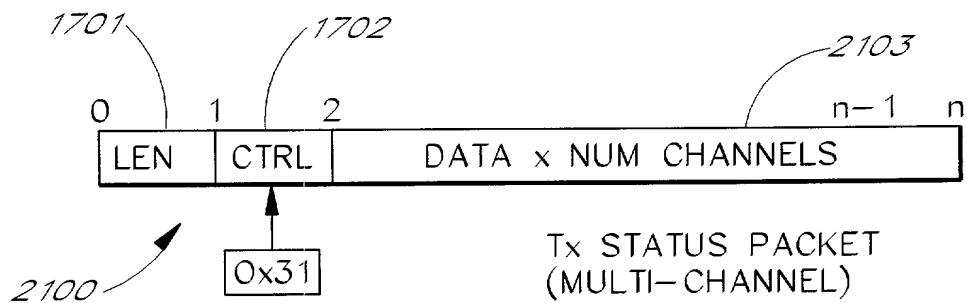 1701 1702 2103
0 1 2 n-1 n
LEN CTRL DATA x NUM CHANNELS
2100 0x31 Tx STATUS PACKET
(MULTI-CHANNEL)